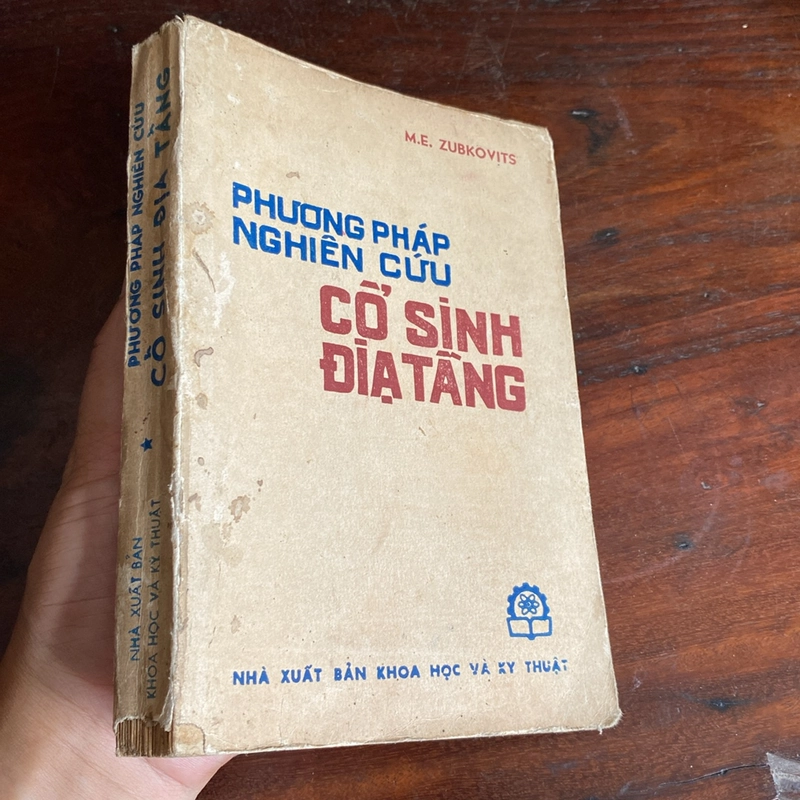 M.E. ZUBKOVITS
PHƯƠNG PHÁP
NGHIÊN CỨU
CỔ SINH
ĐỊA TẦNG
NHÀ XUẤT BẢN KHOA HỌC VÀ KỸ THUẬT
PHƯƠNG PHÁP NGHIÊN CỨU
CỔ SINH ĐỊA TẦNG
NHÀ XUẤT BẢN
KHOA HỌC VÀ KỸ THUẬT